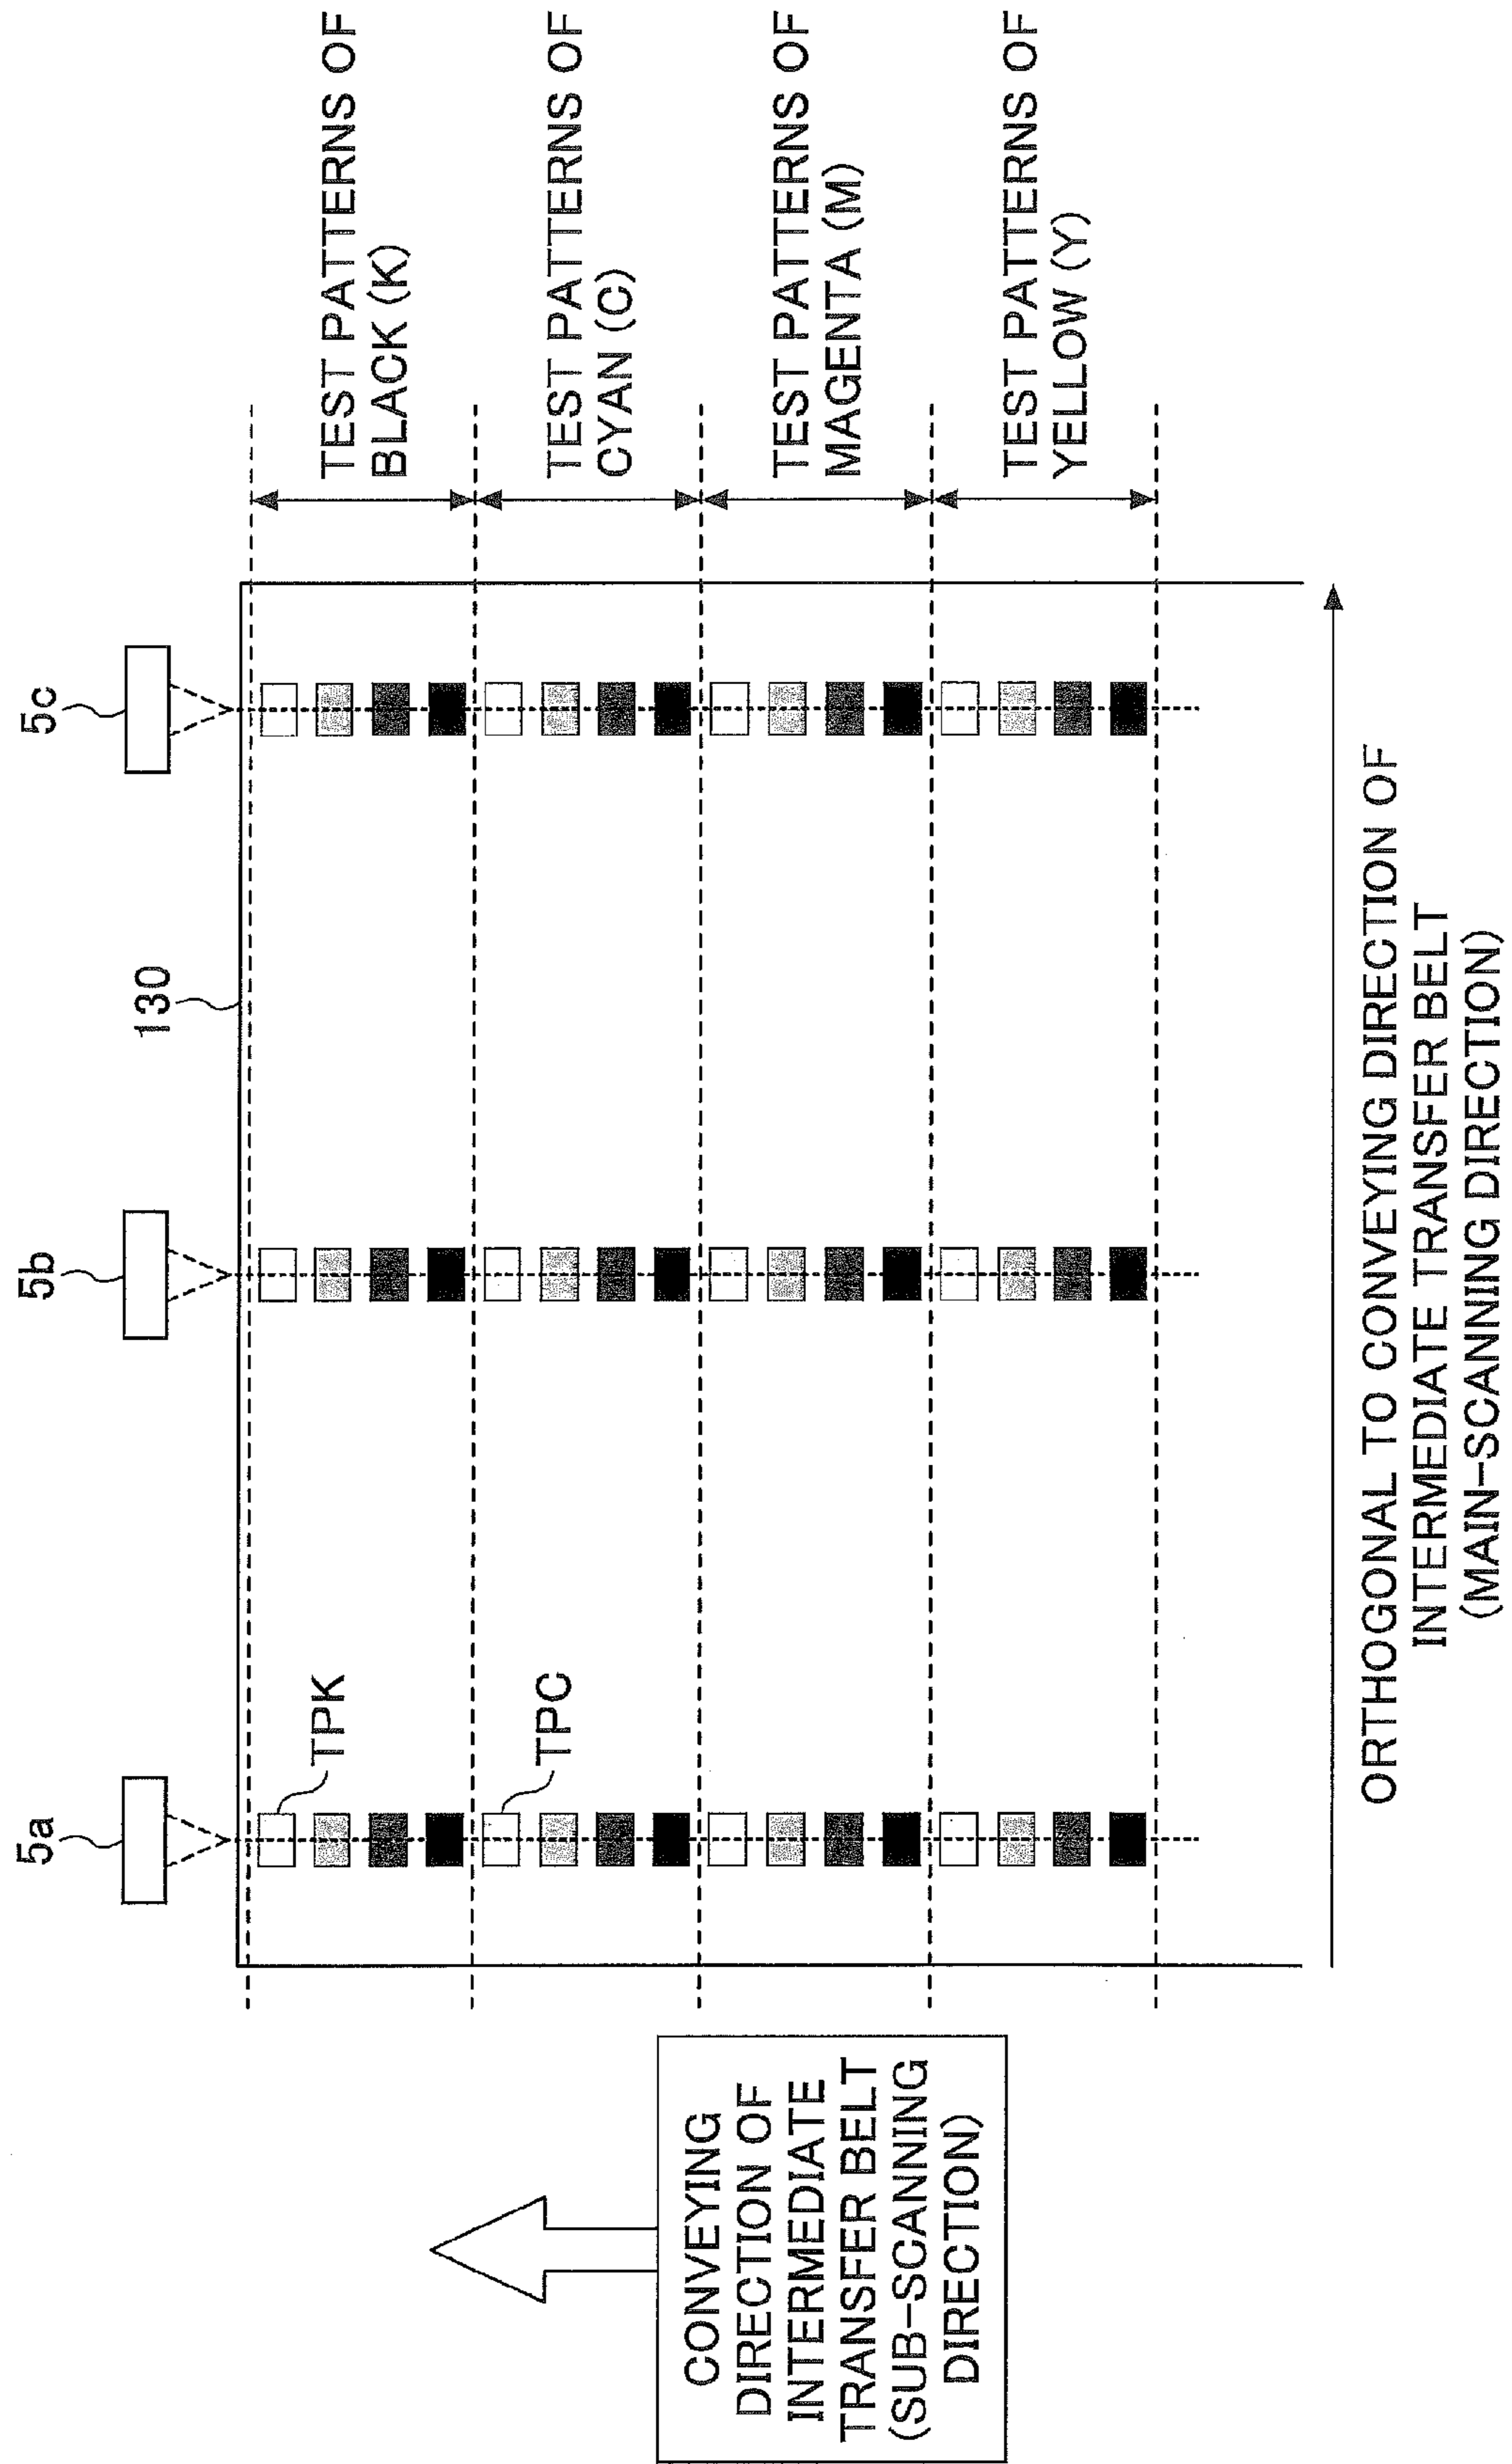 5a
5b
5c
130
TPK
TPC
TEST PATTERNS OF
BLACK (K)
TEST PATTERNS OF
CYAN (C)
TEST PATTERNS OF
MAGENTA (M)
TEST PATTERNS OF
YELLOW (Y)
CONVEYING
DIRECTION OF
INTERMEDIATE
TRANSFER BELT
(SUB-SCANNING
DIRECTION)
ORTHOGONAL TO CONVEYING DIRECTION OF
INTERMEDIATE TRANSFER BELT
(MAIN-SCANNING DIRECTION)